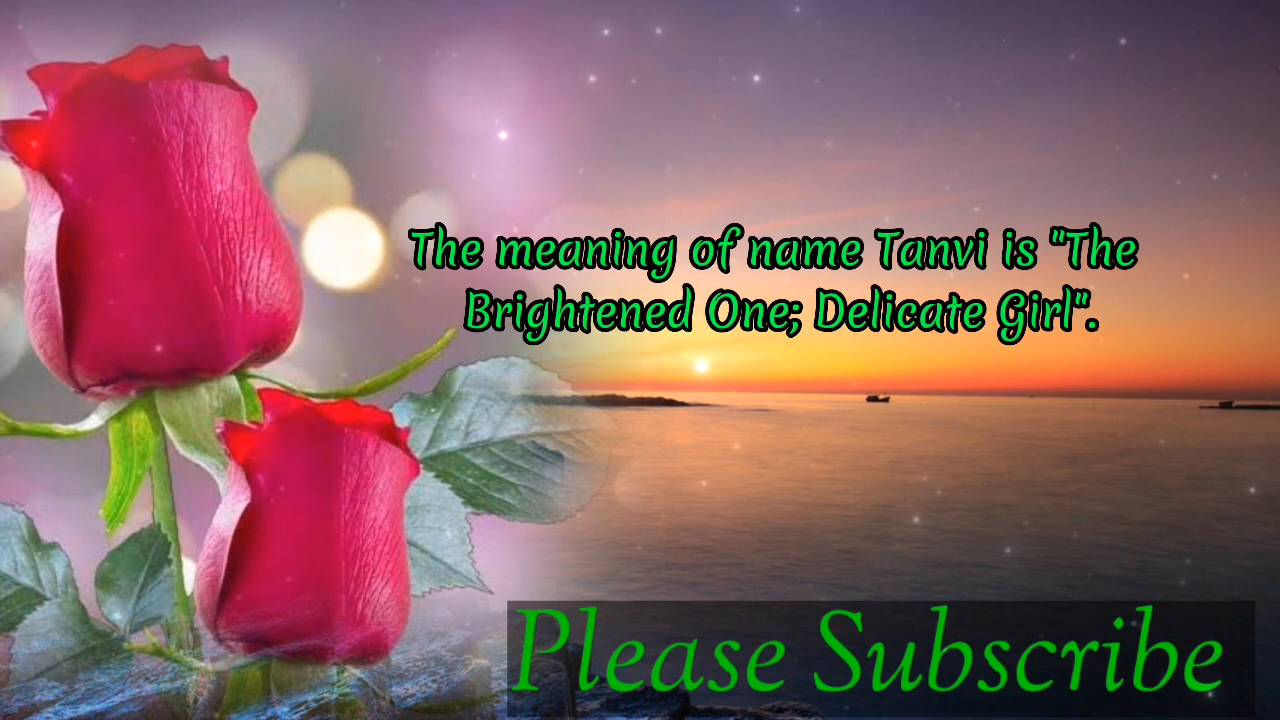 The meaning of name Tanvi is "The
Brightened One; Delicate Girl".
Please Subscribe